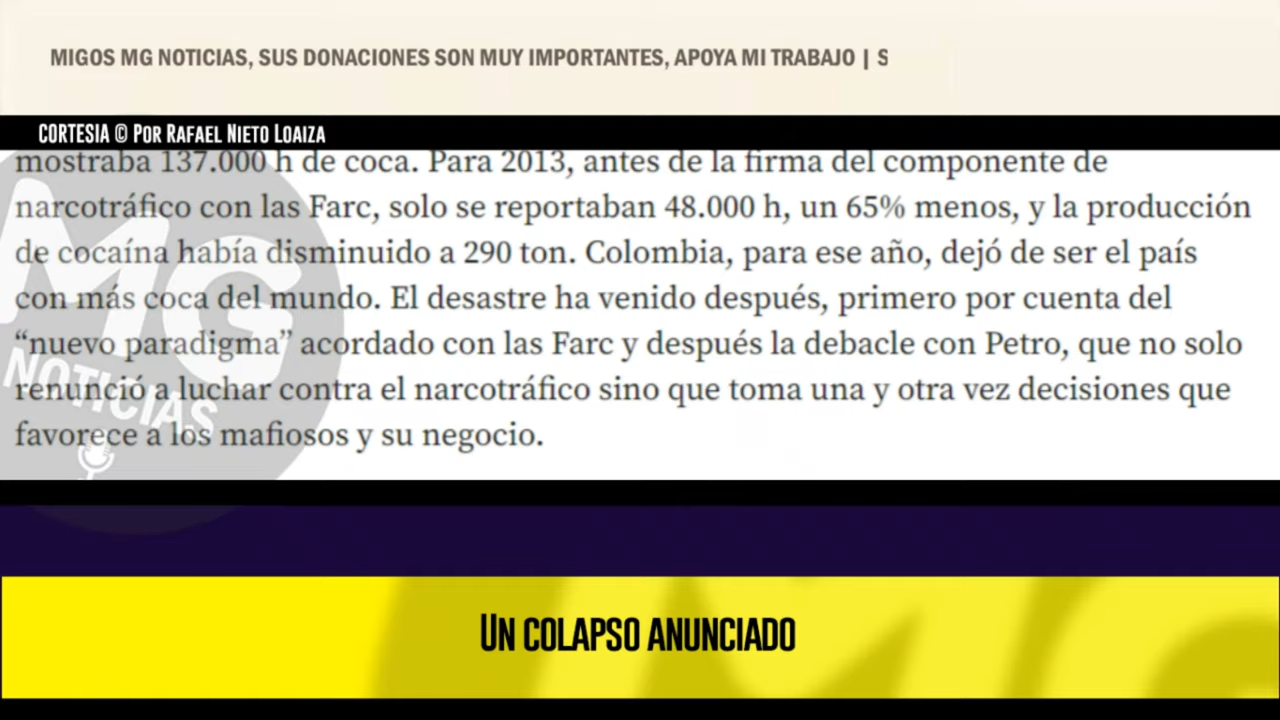 MIGOS MG NOTICIAS, SUS DONACIONES SON MUY IMPORTANTES, APOYA MI TRABAJO | S
CORTESIA © POR RAFAEL NIETO LOAIZA
mostraba 137.000 h de coca. Para 2013, antes de la firma del componente de
narcotráfico con las Farc, solo se reportaban 48.000 h, un 65% menos, y la producción
de cocaína había disminuido a 290 ton. Colombia, para ese año, dejó de ser el país
con más coca del mundo. El desastre ha venido después, primero por cuenta del
“nuevo paradigma” acordado con las Farc y después la debacle con Petro, que no solo
renunció a luchar contra el narcotráfico sino que toma una y otra vez decisiones que
favorece a los mafiosos y su negocio.
MG
NOTICIAS
UN COLAPSO ANUNCIADO